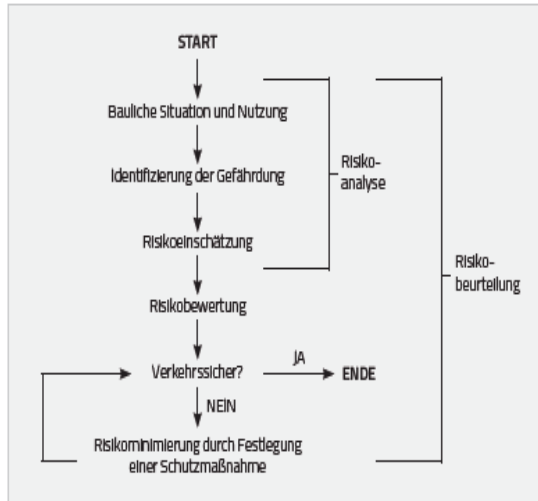 START
Bauliche Situation und Nutzung
Identifizierung der Gefährdung
Risiko-
analyse
Risikoeinschätzung
Risiko-
beurteilung
Risikobewertung
Verkehrssicher?
JA
ENDE
NEIN
Risikominimierung durch Festlegung
einer Schutzmaßnahme